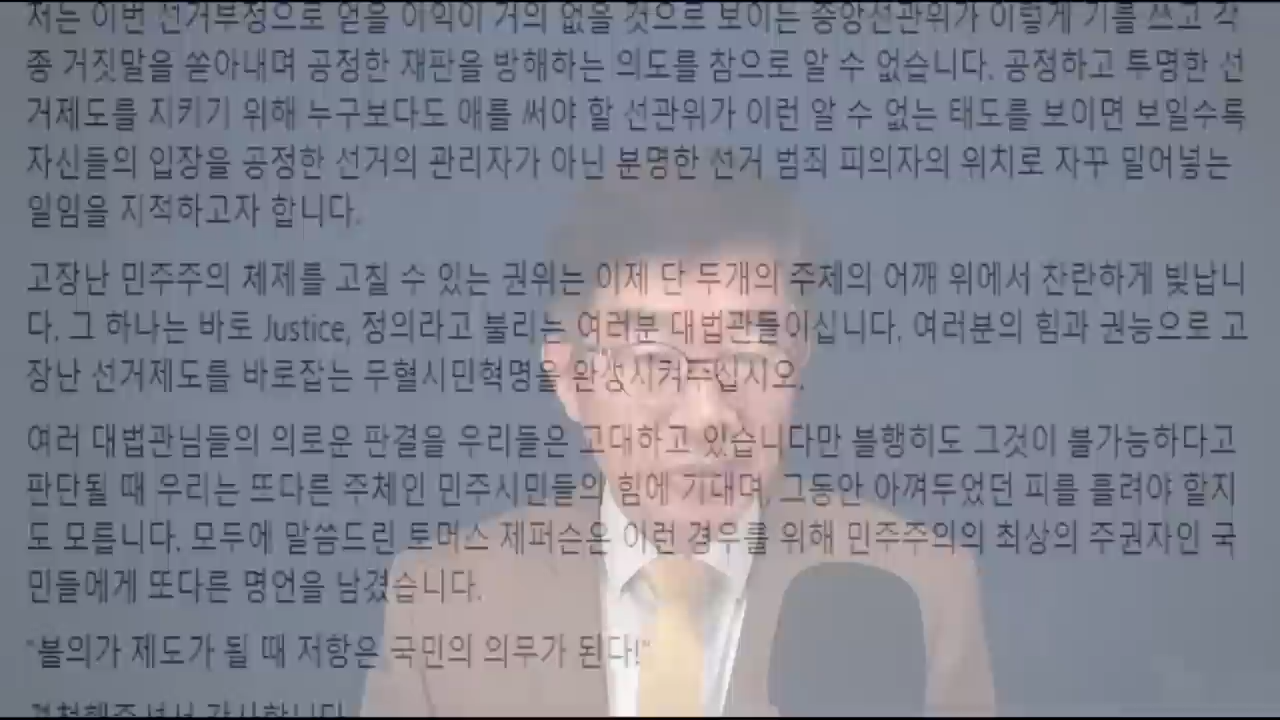 저는 이번 선거부정으로 얻을 이익이 거의 없을 것으로 보이는 중앙선관위가 이렇게 기를 쓰고 각
종 거짓말을 쏟아내며 공정한 재판을 방해하는 의도를 참으로 알 수 없습니다. 공정하고 투명한 선
거제도를 지키기 위해 누구보다도 애를 써야 할 선관위가 이런 알 수 없는 태도를 보이면 보일수록
자신들의 입장을 공정한 선거의 관리자가 아닌 분명한 선거 범죄 피의자의 위치로 자꾸 밀어넣는
일임을 지적하고자 합니다.
고장난 민주주의 체제를 고칠 수 있는 권위는 이제 단 두개의 주체의 어깨 위에서 찬란하게 빛납니
다. 그 하나는 바로 Justice, 정의라고 불리는 여러분 대법관들이십니다. 여러분의 힘과 권능으로 고
장난 선거제도를 바로잡는 무혈시민혁명을 완성시켜주십시오.
여러 대법관님들의 의로운 판결을 우리들은 고대하고 있습니다만 불행히도 그것이 불가능하다고
판단될 때 우리는 또다른 주체인 민주시민들의 힘에 기대며, 그동안 아껴두었던 피를 흘려야 할지
도 모릅니다. 모두에 말씀드린 토머스 제퍼슨은 이런 경우를 위해 민주주의의 최상의 주권자인 국
민들에게 또다른 명언을 남겼습니다.
"불의가 제도가 될 때 저항은 국민의 의무가 된다!"
경청해주셔서 감사합니다